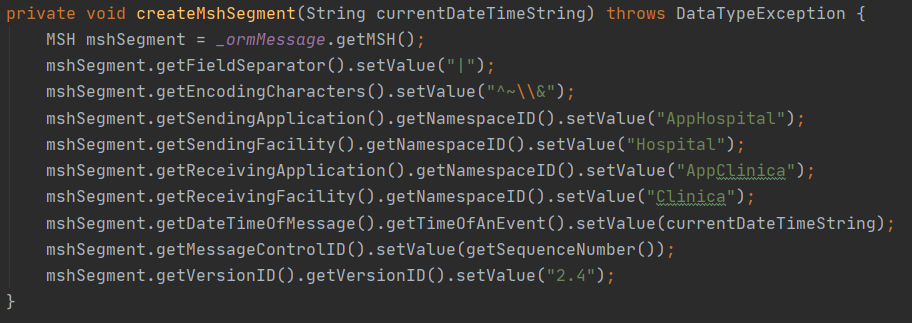 private void createMshSegment(String currentDateTimeString) throws DataTypeException {
    MSH mshSegment = _ormMessage.getMSH();
    mshSegment.getFieldSeparator().setValue("|");
    mshSegment.getEncodingCharacters().setValue("^~\\&");
    mshSegment.getSendingApplication().getNamespaceID().setValue("AppHospital");
    mshSegment.getSendingFacility().getNamespaceID().setValue("Hospital");
    mshSegment.getReceivingApplication().getNamespaceID().setValue("AppClinica");
    mshSegment.getReceivingFacility().getNamespaceID().setValue("Clinica");
    mshSegment.getDateTimeOfMessage().getTimeOfAnEvent().setValue(currentDateTimeString);
    mshSegment.getMessageControlID().setValue(getSequenceNumber());
    mshSegment.getVersionID().getVersionID().setValue("2.4");
}